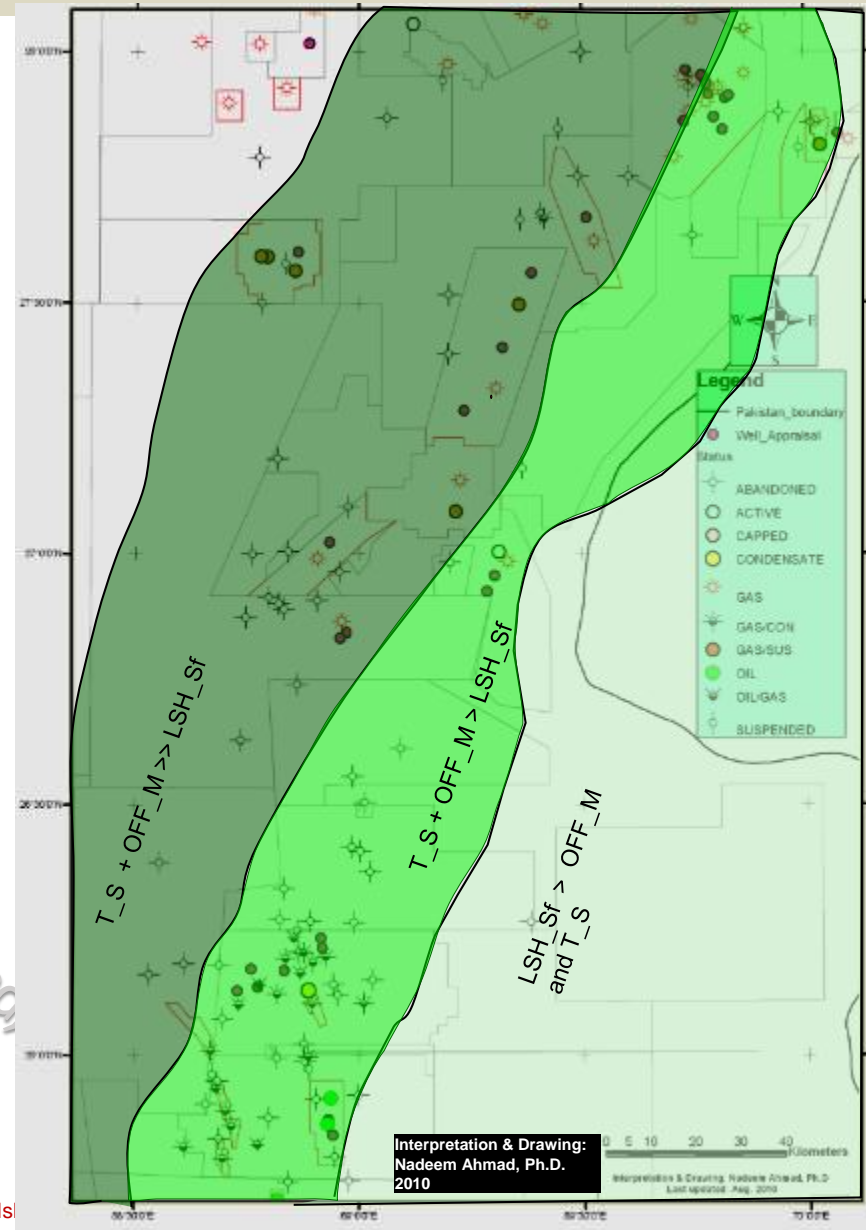 28°0'0"N
27°30'0"N
27°0'0"N
26°30'0"N
26°0'0"N
N
W E
S
Legend
Pakistan_boundary
Well_Appraisal
Status
ABANDONED
ACTIVE
CAPPED
CONDENSATE
GAS
GAS/CON
GAS/SUS
OIL
OIL/GAS
SUSPENDED
T_S + OFF_M >> LSH_Sf
T_S + OFF_M > LSH_Sf
LSH_Sf > OFF_M
and T_S
Interpretation & Drawing:
Nadeem Ahmad, Ph.D.
2010
0 5 10 20 30 40
Kilometers
Interpretation & Drawing: Nadeem Ahmad, Ph.D
Last updated: Aug. 2010
68°30'0"E 69°0'0"E 69°30'0"E 70°0'0"E